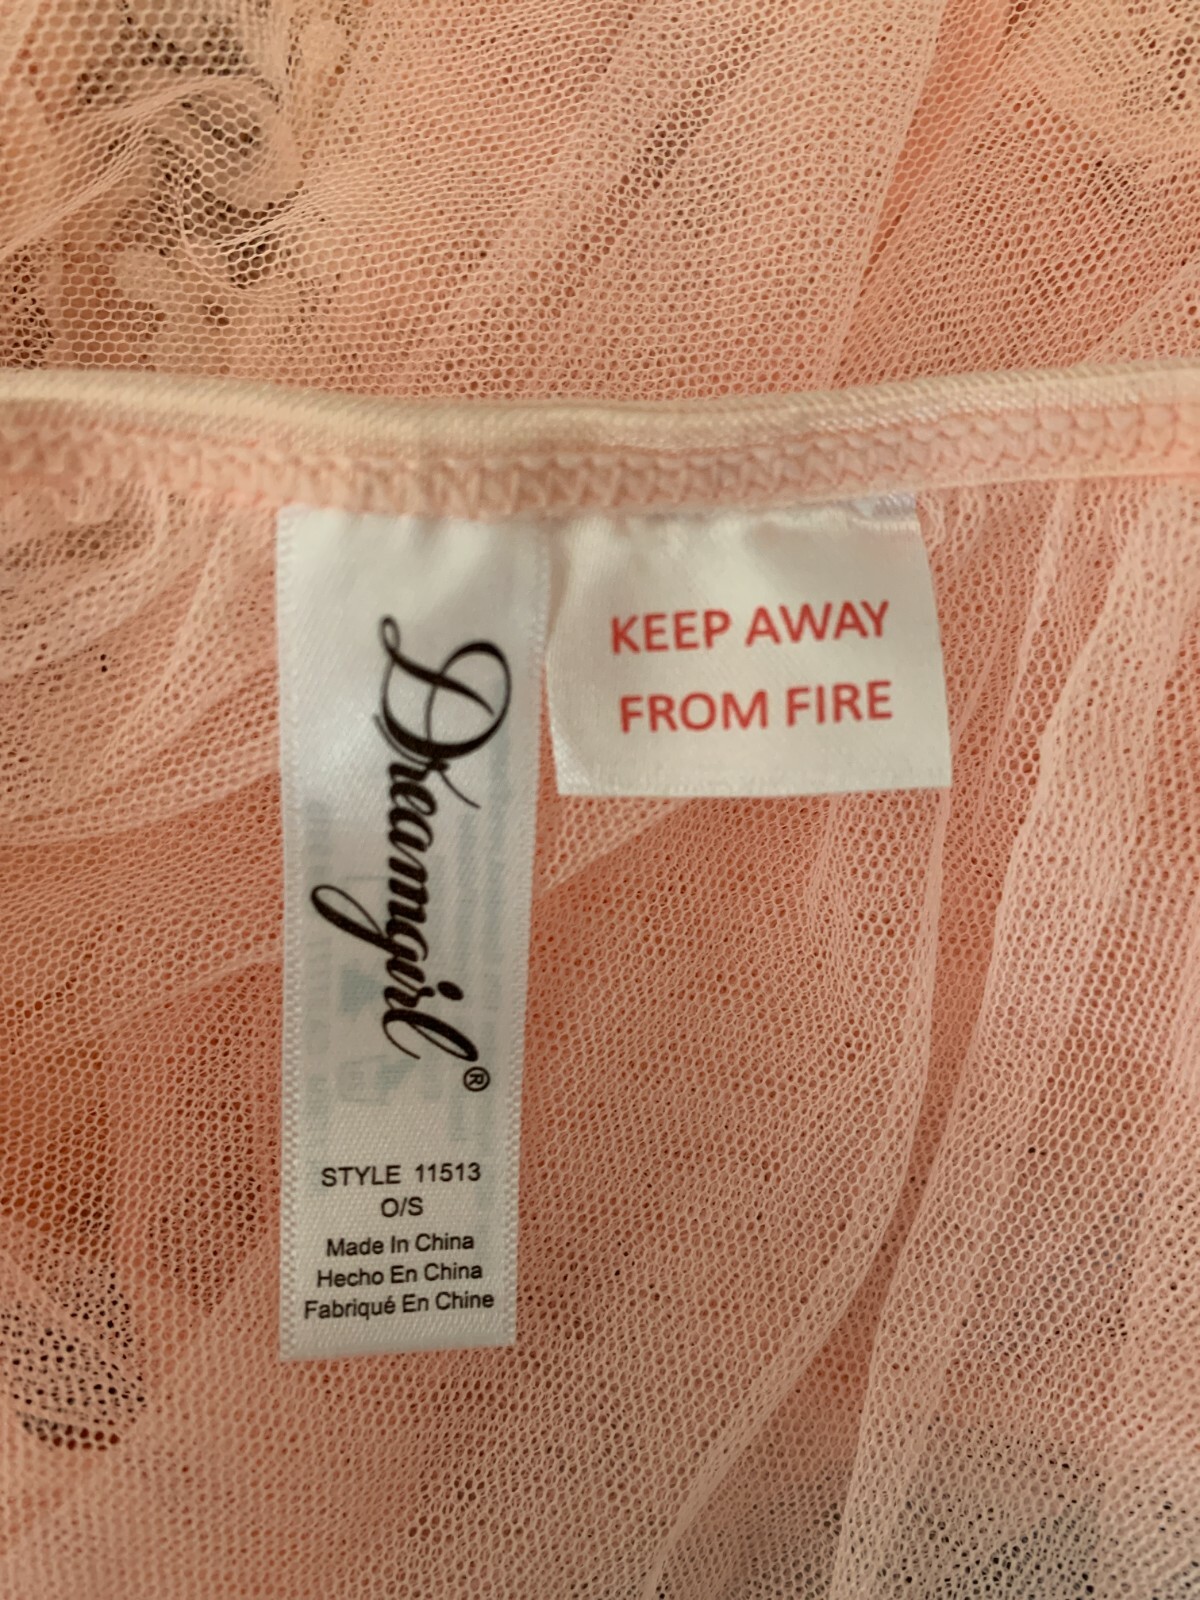 Dreamgirl®
STYLE 11513
O/S
Made In China
Hecho En China
Fabriqué En Chine
KEEP AWAY
FROM FIRE